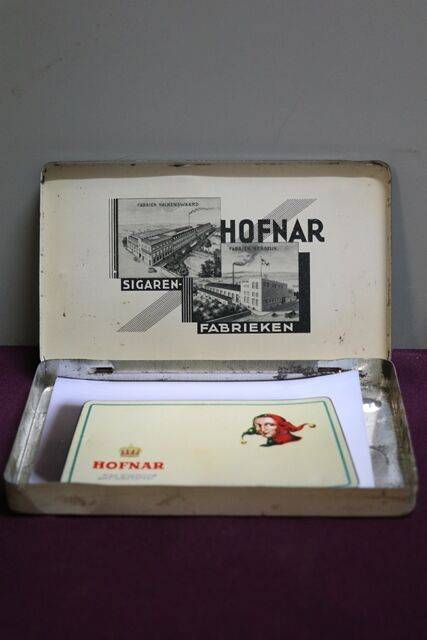 FABRIEK VALKENSWAARD
HOFNAR
FABRIEK BERGEIJK
SIGAREN-
FABRIEKEN
HOFNAR
„SPLENDID"